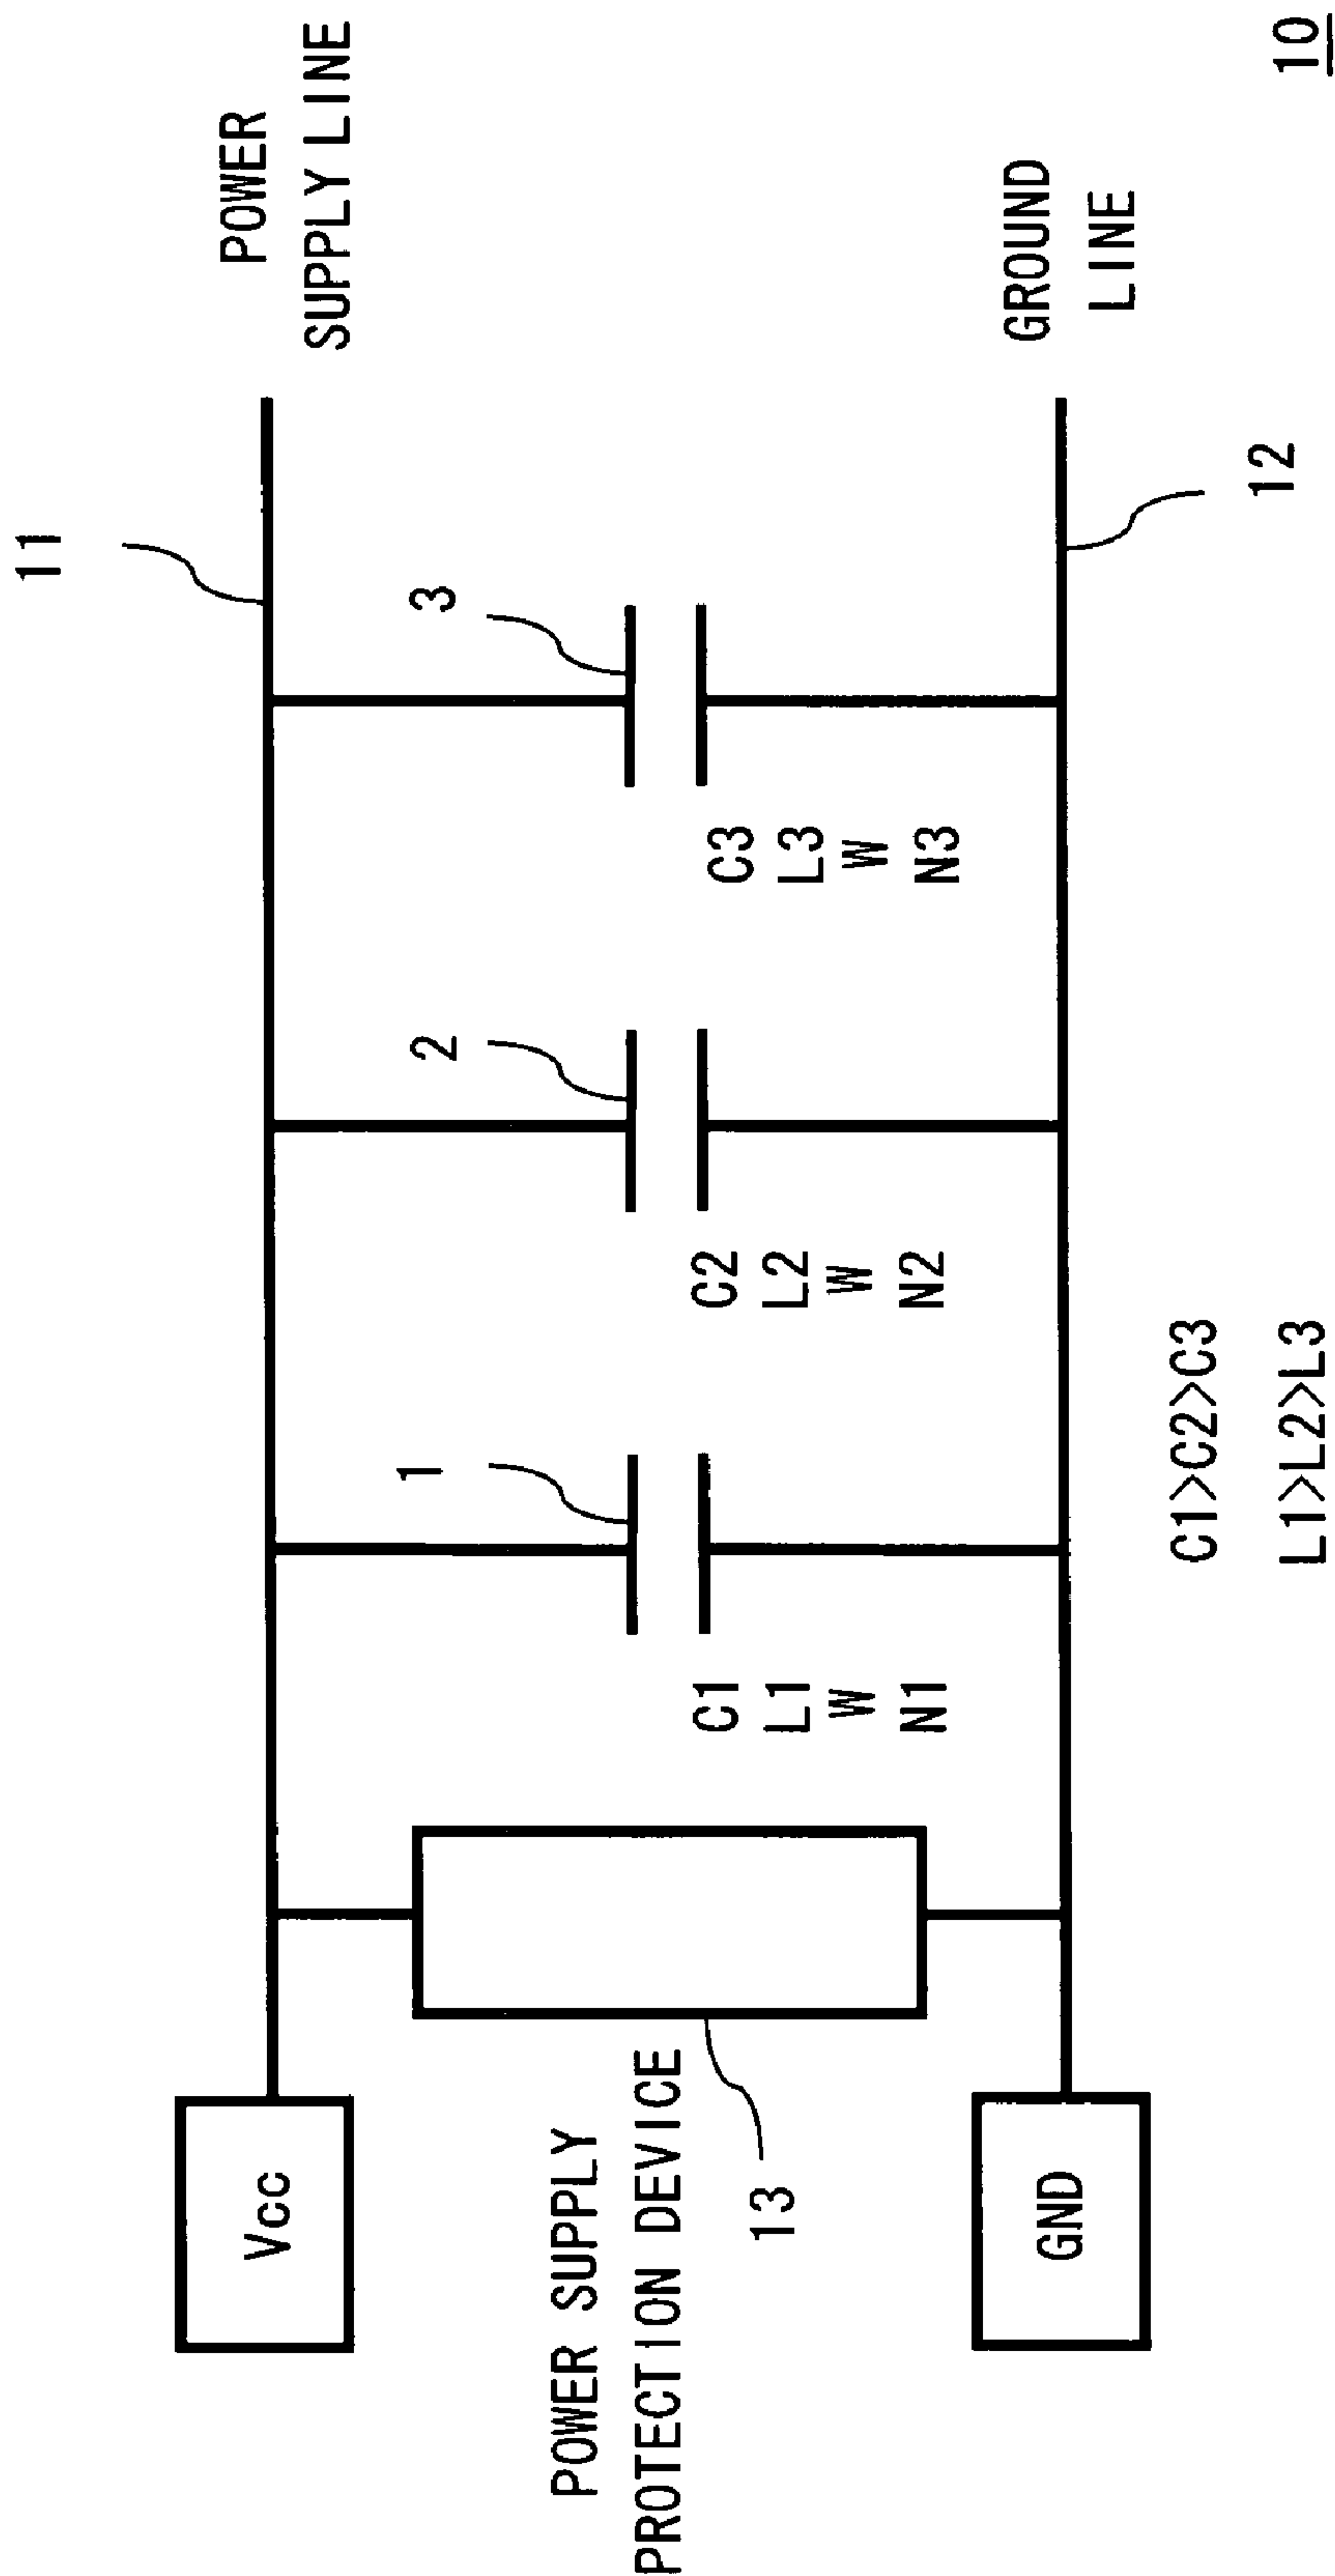 11
POWER
SUPPLY LINE
Vcc
POWER SUPPLY
PROTECTION DEVICE
13
1
C1
L1
W
N1
2
C2
L2
W
N2
3
C3
L3
W
N3
GROUND
LINE
GND
12
C1>C2>C3
L1>L2>L3
10